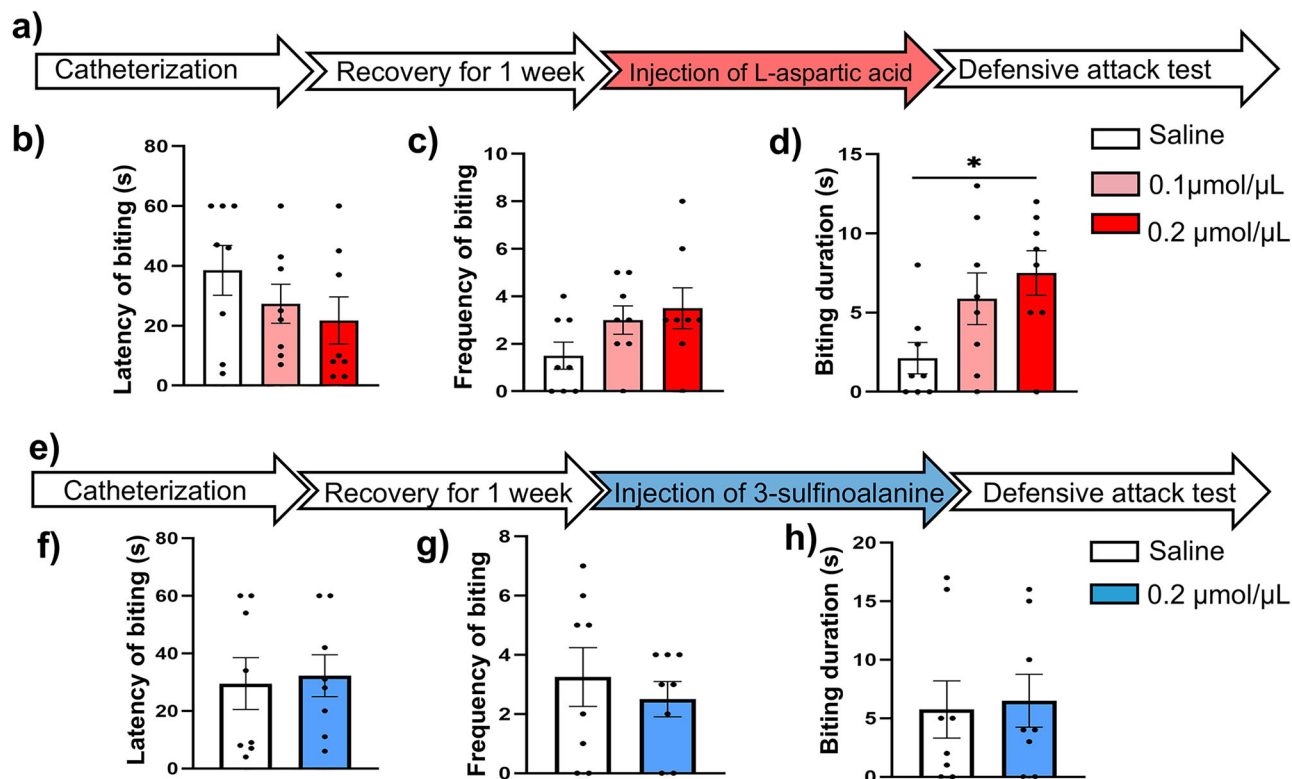 a)
Catheterization
Recovery for 1 week
Injection of L-aspartic acid
Defensive attack test
b)
Latency of biting (s)
80
60
40
20
0
c)
Frequency of biting
10
8
6
4
2
0
d)
Biting duration (s)
15
10
5
0
*
Saline
0.1µmol/µL
0.2 µmol/µL
e)
Catheterization
Recovery for 1 week
Injection of 3-sulfinoalanine
Defensive attack test
f)
Latency of biting (s)
80
60
40
20
0
g)
Frequency of biting
8
6
4
2
0
h)
Biting duration (s)
20
15
10
5
0
Saline
0.2 µmol/µL